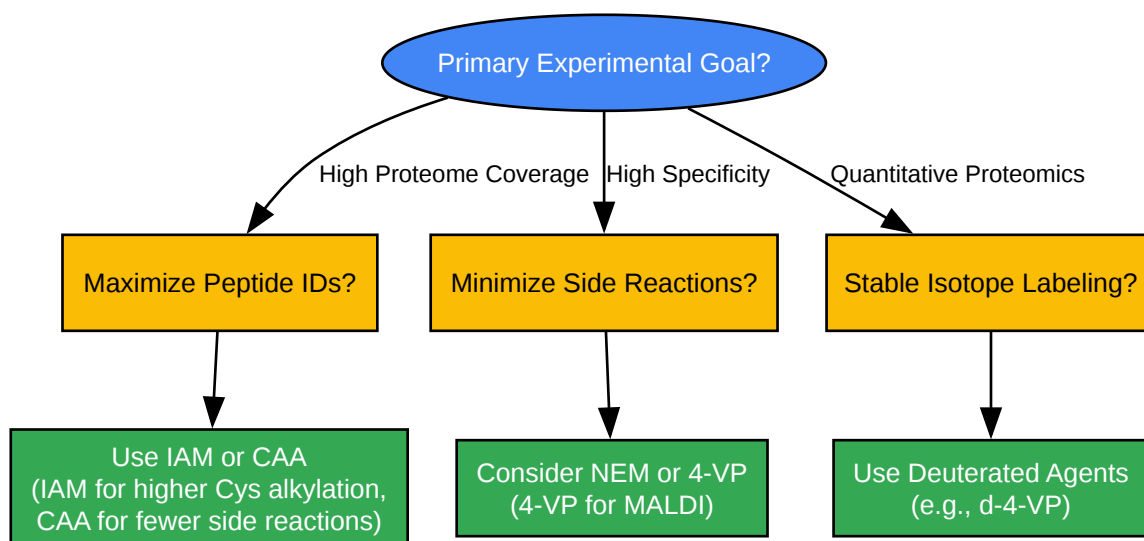 Primary Experimental Goal?
High Proteome Coverage
High Specificity
Quantitative Proteomics
Maximize Peptide IDs?
Minimize Side Reactions?
Stable Isotope Labeling?
Use IAM or CAA
(IAM for higher Cys alkylation,
CAA for fewer side reactions)
Consider NEM or 4-VP
(4-VP for MALDI)
Use Deuterated Agents
(e.g., d-4-VP)